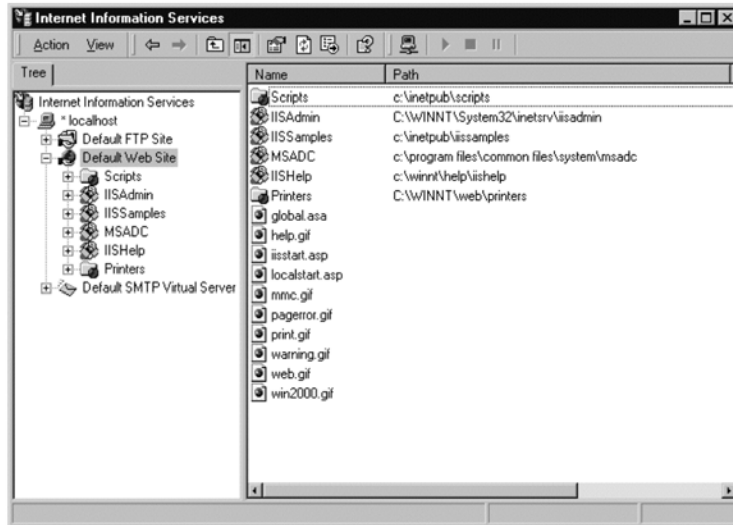 Internet Information Services
Action View
Tree
Name Path
Internet Information Services
* localhost
Default FTP Site
Default Web Site
Scripts
IISAdmin
IISSamples
MSADC
IISHelp
Printers
Default SMTP Virtual Server
Scripts c:\inetpub\scripts
IISAdmin C:\WINNT\System32\inetsrv\iisadmin
IISSamples c:\inetpub\iissamples
MSADC c:\program files\common files\system\msadc
IISHelp c:\winnt\help\iishelp
Printers C:\WINNT\web\printers
global.asa
help.gif
iisstart.asp
localstart.asp
mmc.gif
pagerror.gif
print.gif
warning.gif
web.gif
win2000.gif